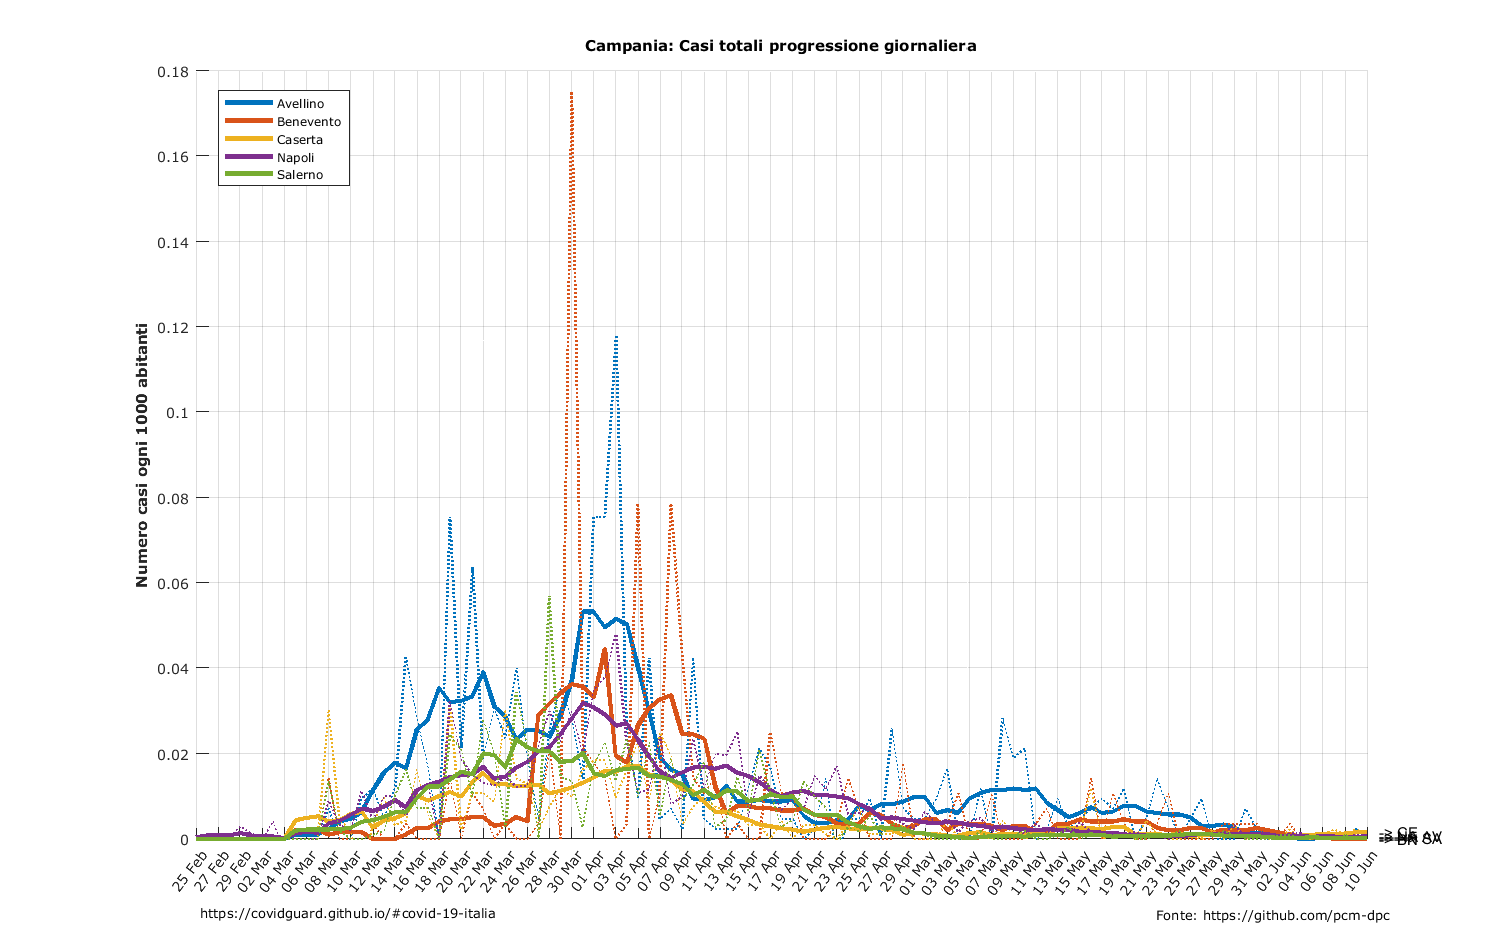 Campania: Casi totali progressione giornaliera
Numero casi ogni 1000 abitanti
0.18
0.16
0.14
0.12
0.1
0.08
0.06
0.04
0.02
0
Avellino
Benevento
Caserta
Napoli
Salerno
25 Feb
27 Feb
29 Feb
02 Mar
04 Mar
06 Mar
08 Mar
10 Mar
12 Mar
14 Mar
16 Mar
18 Mar
20 Mar
22 Mar
24 Mar
26 Mar
28 Mar
30 Mar
01 Apr
03 Apr
05 Apr
07 Apr
09 Apr
11 Apr
13 Apr
15 Apr
17 Apr
19 Apr
21 Apr
23 Apr
25 Apr
27 Apr
29 Apr
01 May
03 May
05 May
07 May
09 May
11 May
13 May
15 May
17 May
19 May
21 May
23 May
25 May
27 May
29 May
31 May
02 Jun
04 Jun
06 Jun
08 Jun
10 Jun
https://covidguard.github.io/#covid-19-italia
Fonte: https://github.com/pcm-dpc